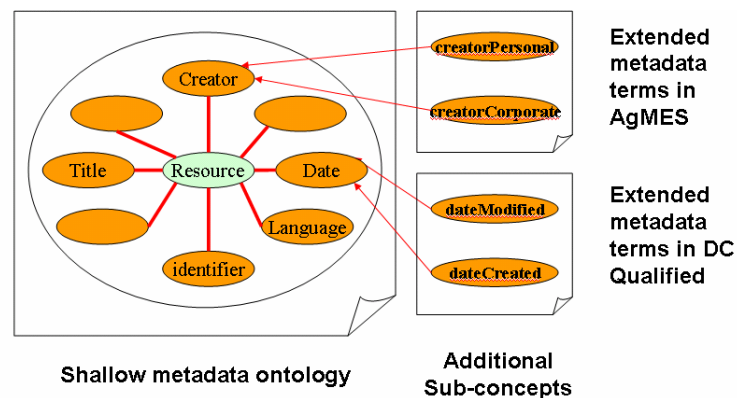 Creator
Title
Resource
Date
Language
identifier
Shallow metadata ontology
creatorPersonal
creatorCorporate
dateModified
dateCreated
Additional
Sub-concepts
Extended
metadata
terms in
AgMES
Extended
metadata
terms in DC
Qualified